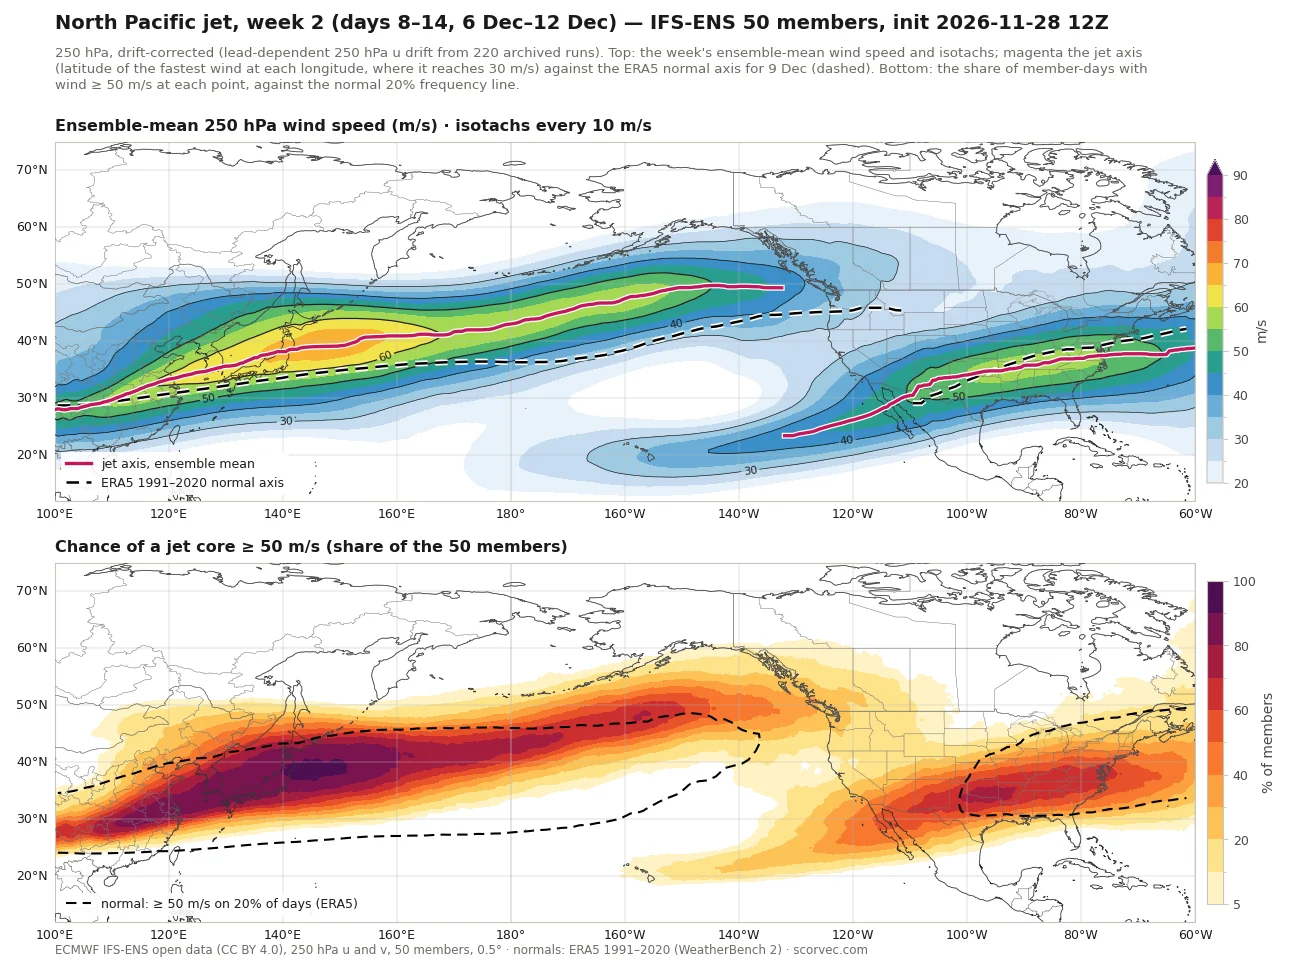 North Pacific jet, week 2 (days 8–14, 6 Dec–12 Dec) — IFS-ENS 50 members, init 2026-11-28 12Z
250 hPa, drift-corrected (lead-dependent 250 hPa u drift from 220 archived runs). Top: the week's ensemble-mean wind speed and isotachs; magenta the jet axis
(latitude of the fastest wind at each longitude, where it reaches 30 m/s) against the ERA5 normal axis for 9 Dec (dashed). Bottom: the share of member-days with
wind ≥ 50 m/s at each point, against the normal 20% frequency line.
Ensemble-mean 250 hPa wind speed (m/s) · isotachs every 10 m/s
70°N
60°N
50°N
40°N
30°N
20°N
40
60
50
30
50
40
30
jet axis, ensemble mean
ERA5 1991–2020 normal axis
100°E 120°E 140°E 160°E 180° 160°W 140°W 120°W 100°W 80°W 60°W
90
80
70
60
50
40
30
20
m/s
Chance of a jet core ≥ 50 m/s (share of the 50 members)
70°N
60°N
50°N
40°N
30°N
20°N
normal: ≥ 50 m/s on 20% of days (ERA5)
100°E 120°E 140°E 160°E 180° 160°W 140°W 120°W 100°W 80°W 60°W
100
80
60
40
20
5
% of members
ECMWF IFS-ENS open data (CC BY 4.0), 250 hPa u and v, 50 members, 0.5° · normals: ERA5 1991–2020 (WeatherBench 2) · scorvec.com